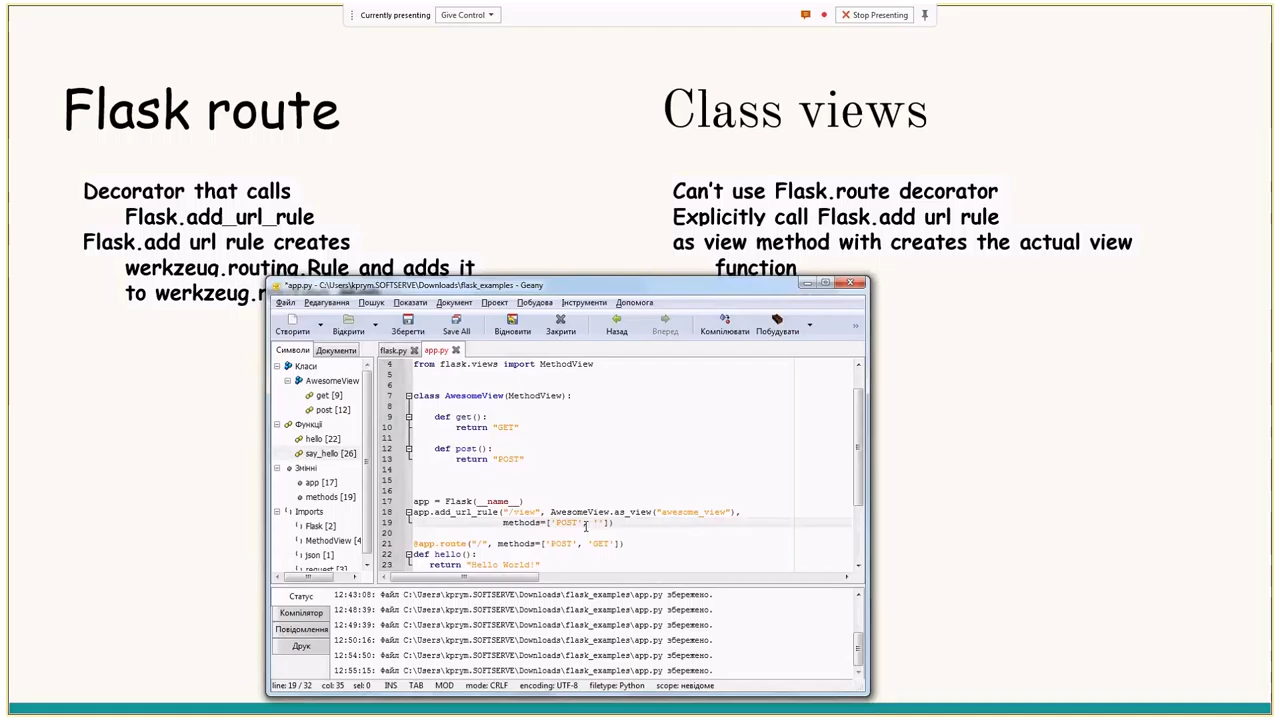 Currently presenting
Give Control
Stop Presenting
Flask route
Class views
Decorator that calls
Flask.add_url_rule
Flask.add url rule creates
werkzeug.routing.Rule and adds it
to werkzeug.r
Can't use Flask.route decorator
Explicitly call Flask.add url rule
as view method with creates the actual view
function
*app.py - C:\Users\kprym.SOFTSERVE\Downloads\flask_examples - Geany
Файл Редагування Пошук Показати Документ Проект Побудова Інструменти Допомога
Створити Відкрити Зберегти Save All Відновити Закрити Назад Вперед Компілювати Побудувати
Символи Документи
flask.py app.py
Класи
AwesomeView
get [9]
post [12]
Функції
hello [22]
say_hello [26]
Змінні
app [17]
methods [19]
Imports
Flask [2]
MethodView [4
json [1]
request [3]
4 from flask.views import MethodView
5
6
7 class AwesomeView(MethodView):
8
9 def get():
10 return "GET"
11
12 def post():
13 return "POST"
14
15
16
17 app = Flask(__name__)
18 app.add_url_rule("/view", AwesomeView.as_view("awesome_view"),
19 methods=['POST', ''])
20
21 @app.route("/", methods=['POST', 'GET'])
22 def hello():
23 return "Hello World!"
Статус
Компілятор
Повідомлення
Друк
12:43:08: Файл C:\Users\kprym.SOFTSERVE\Downloads\flask_examples\app.py збережено.
12:48:39: Файл C:\Users\kprym.SOFTSERVE\Downloads\flask_examples\app.py збережено.
12:49:39: Файл C:\Users\kprym.SOFTSERVE\Downloads\flask_examples\app.py збережено.
12:50:16: Файл C:\Users\kprym.SOFTSERVE\Downloads\flask_examples\app.py збережено.
12:54:50: Файл C:\Users\kprym.SOFTSERVE\Downloads\flask_examples\app.py збережено.
12:55:15: Файл C:\Users\kprym.SOFTSERVE\Downloads\flask_examples\app.py збережено.
line: 19 / 32 col: 35 sel: 0 INS TAB MOD mode: CRLF encoding: UTF-8 filetype: Python scope: невідоме